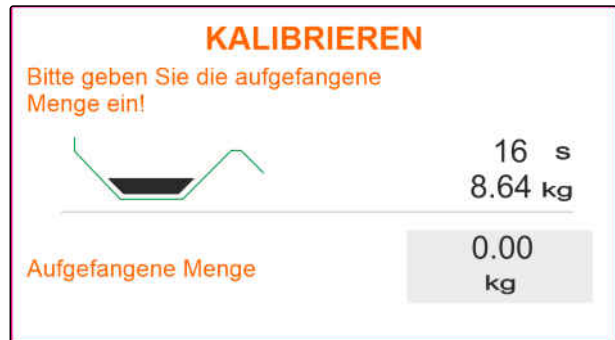 KALIBRIEREN
Bitte geben Sie die aufgefangene
Menge ein!
16 s
8.64 kg
Aufgefangene Menge
0.00
kg